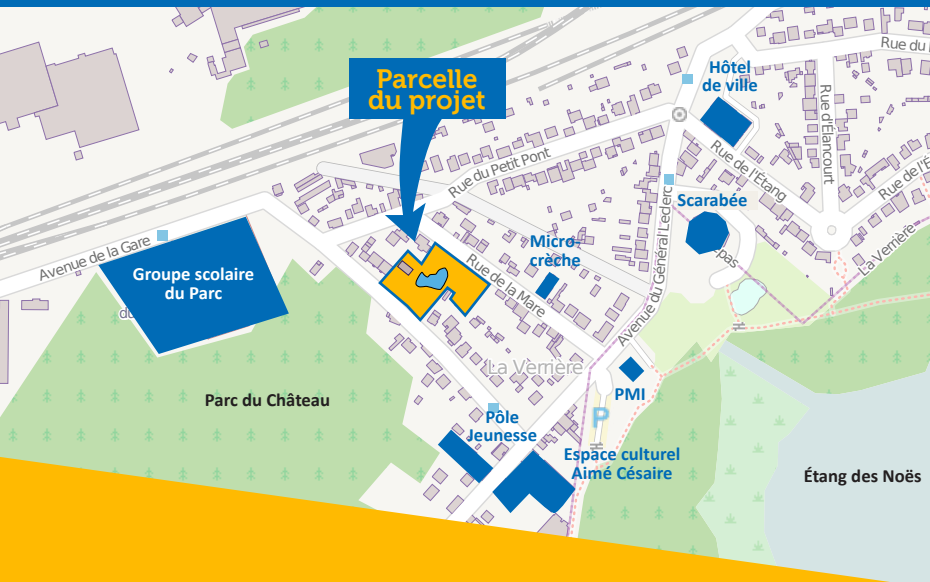 Rue du
Hôtel
de ville
Parcelle
du projet
Rue d'Élancourt
Rue de l'Étang
Rue du Petit Pont
Rue de l'É
Scarabée
Avenue du Général Leclerc
pas
La Verrière
Avenue de la Gare
Micro-
crèche
Rue de la Mare
Groupe scolaire
du Parc
du
La Verrière
PMI
Parc du Château
P
Pôle
Jeunesse
Espace culturel
Aimé Césaire
Étang des Noës